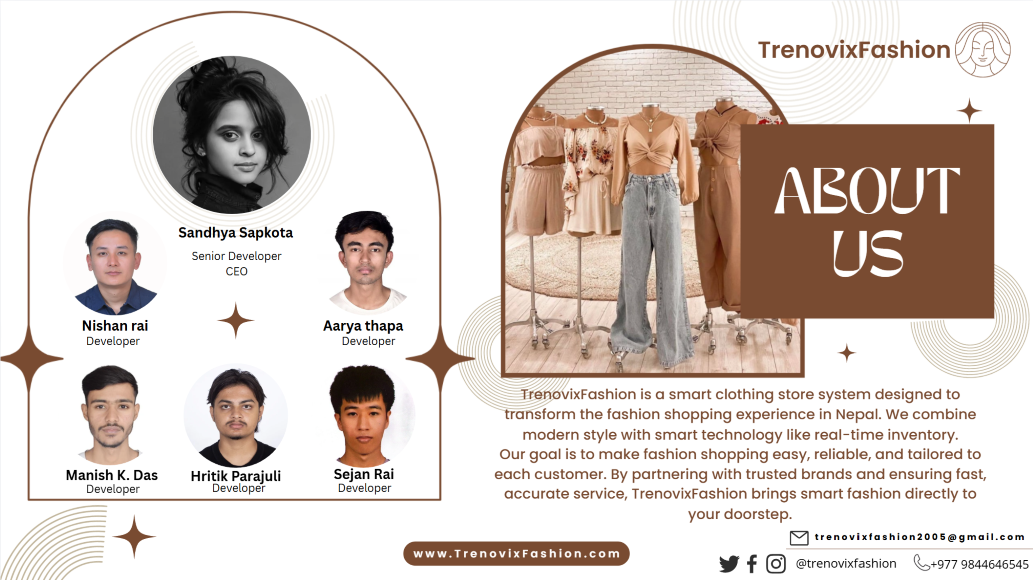 Sandhya Sapkota
Senior Developer
CEO
Nishan rai
Developer
Aarya thapa
Developer
Manish K. Das
Developer
Hritik Parajuli
Developer
Sejan Rai
Developer
TrenovixFashion
ABOUT
US
TrenovixFashion is a smart clothing store system designed to
transform the fashion shopping experience in Nepal. We combine
modern style with smart technology like real-time inventory.
Our goal is to make fashion shopping easy, reliable, and tailored to
each customer. By partnering with trusted brands and ensuring fast,
accurate service, TrenovixFashion brings smart fashion directly to
your doorstep.
www.TrenovixFashion.com
trenovixfashion2005@gmail.com
@trenovixfashion
+977 9844646545